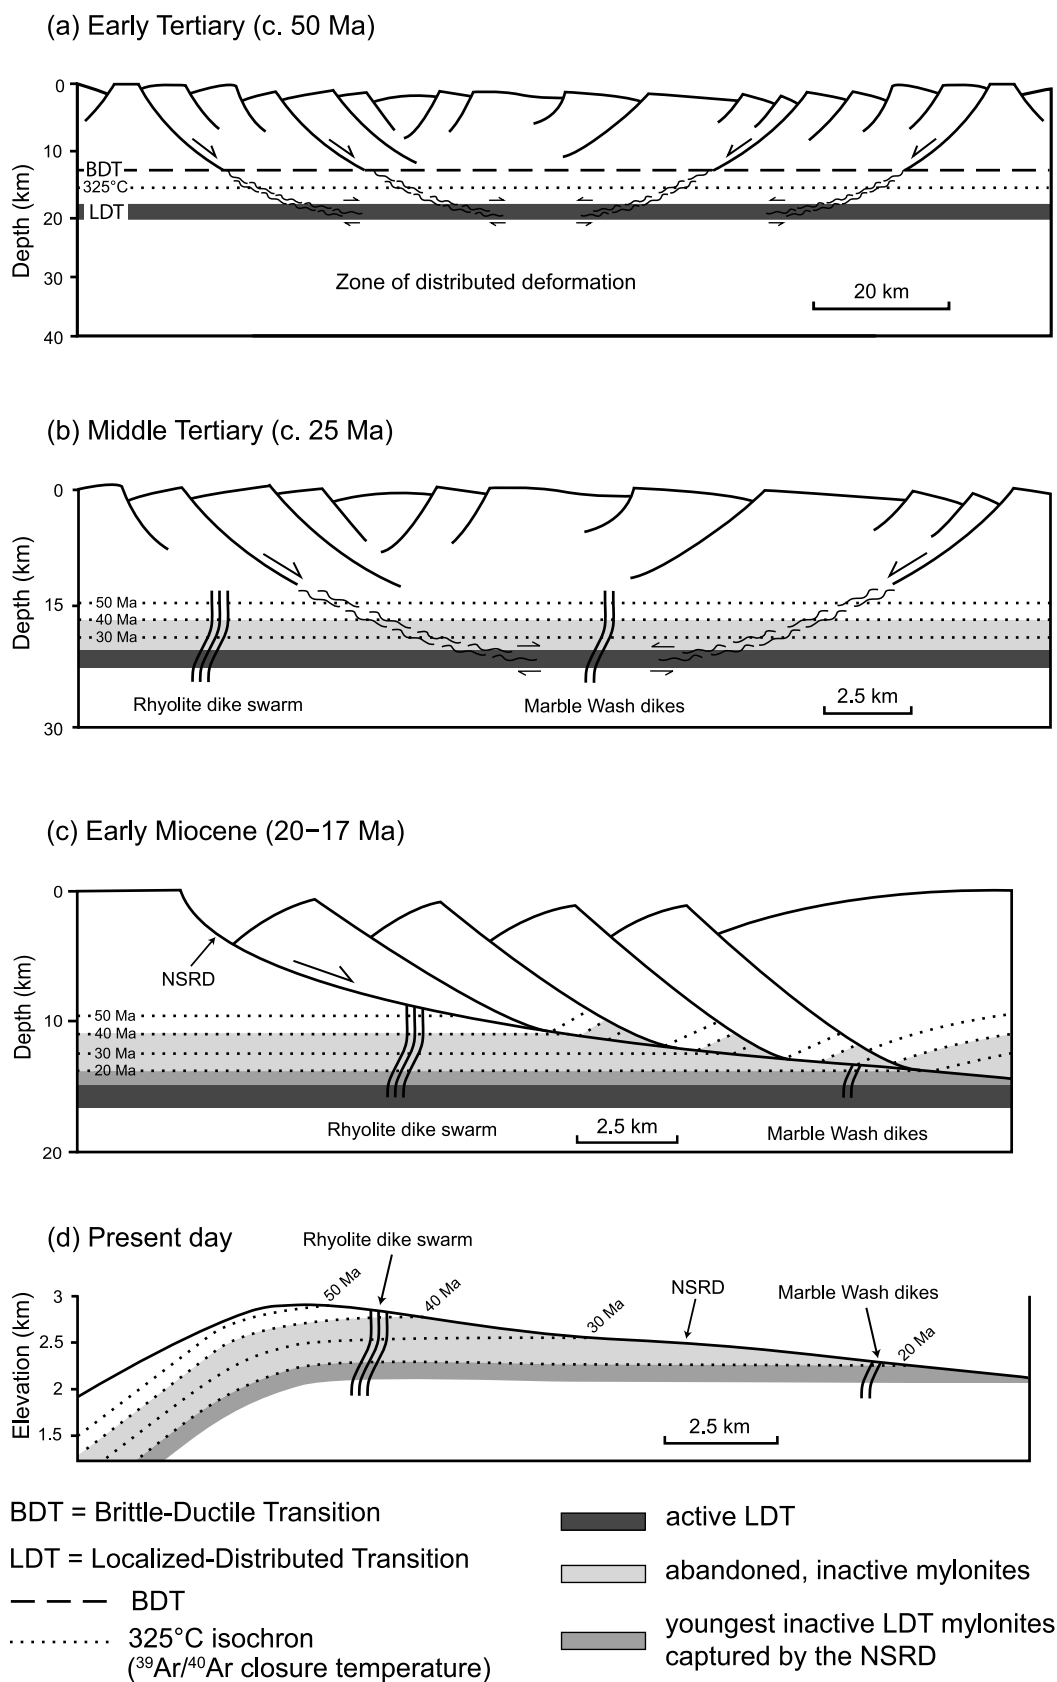 (a) Early Tertiary (c. 50 Ma)
0
10
BDT
325°C
LDT
20
30
40
Depth (km)
Zone of distributed deformation
20 km
(b) Middle Tertiary (c. 25 Ma)
0
15
30
Depth (km)
50 Ma
40 Ma
30 Ma
Rhyolite dike swarm
Marble Wash dikes
2.5 km
(c) Early Miocene (20−17 Ma)
0
10
20
Depth (km)
NSRD
50 Ma
40 Ma
30 Ma
20 Ma
Rhyolite dike swarm
2.5 km
Marble Wash dikes
(d) Present day
Rhyolite dike swarm
3
2.5
2
1.5
Elevation (km)
50 Ma
40 Ma
30 Ma
NSRD
Marble Wash dikes
20 Ma
2.5 km
BDT = Brittle-Ductile Transition
LDT = Localized-Distributed Transition
BDT
325°C isochron
(³⁹Ar/⁴⁰Ar closure temperature)
active LDT
abandoned, inactive mylonites
youngest inactive LDT mylonites
captured by the NSRD